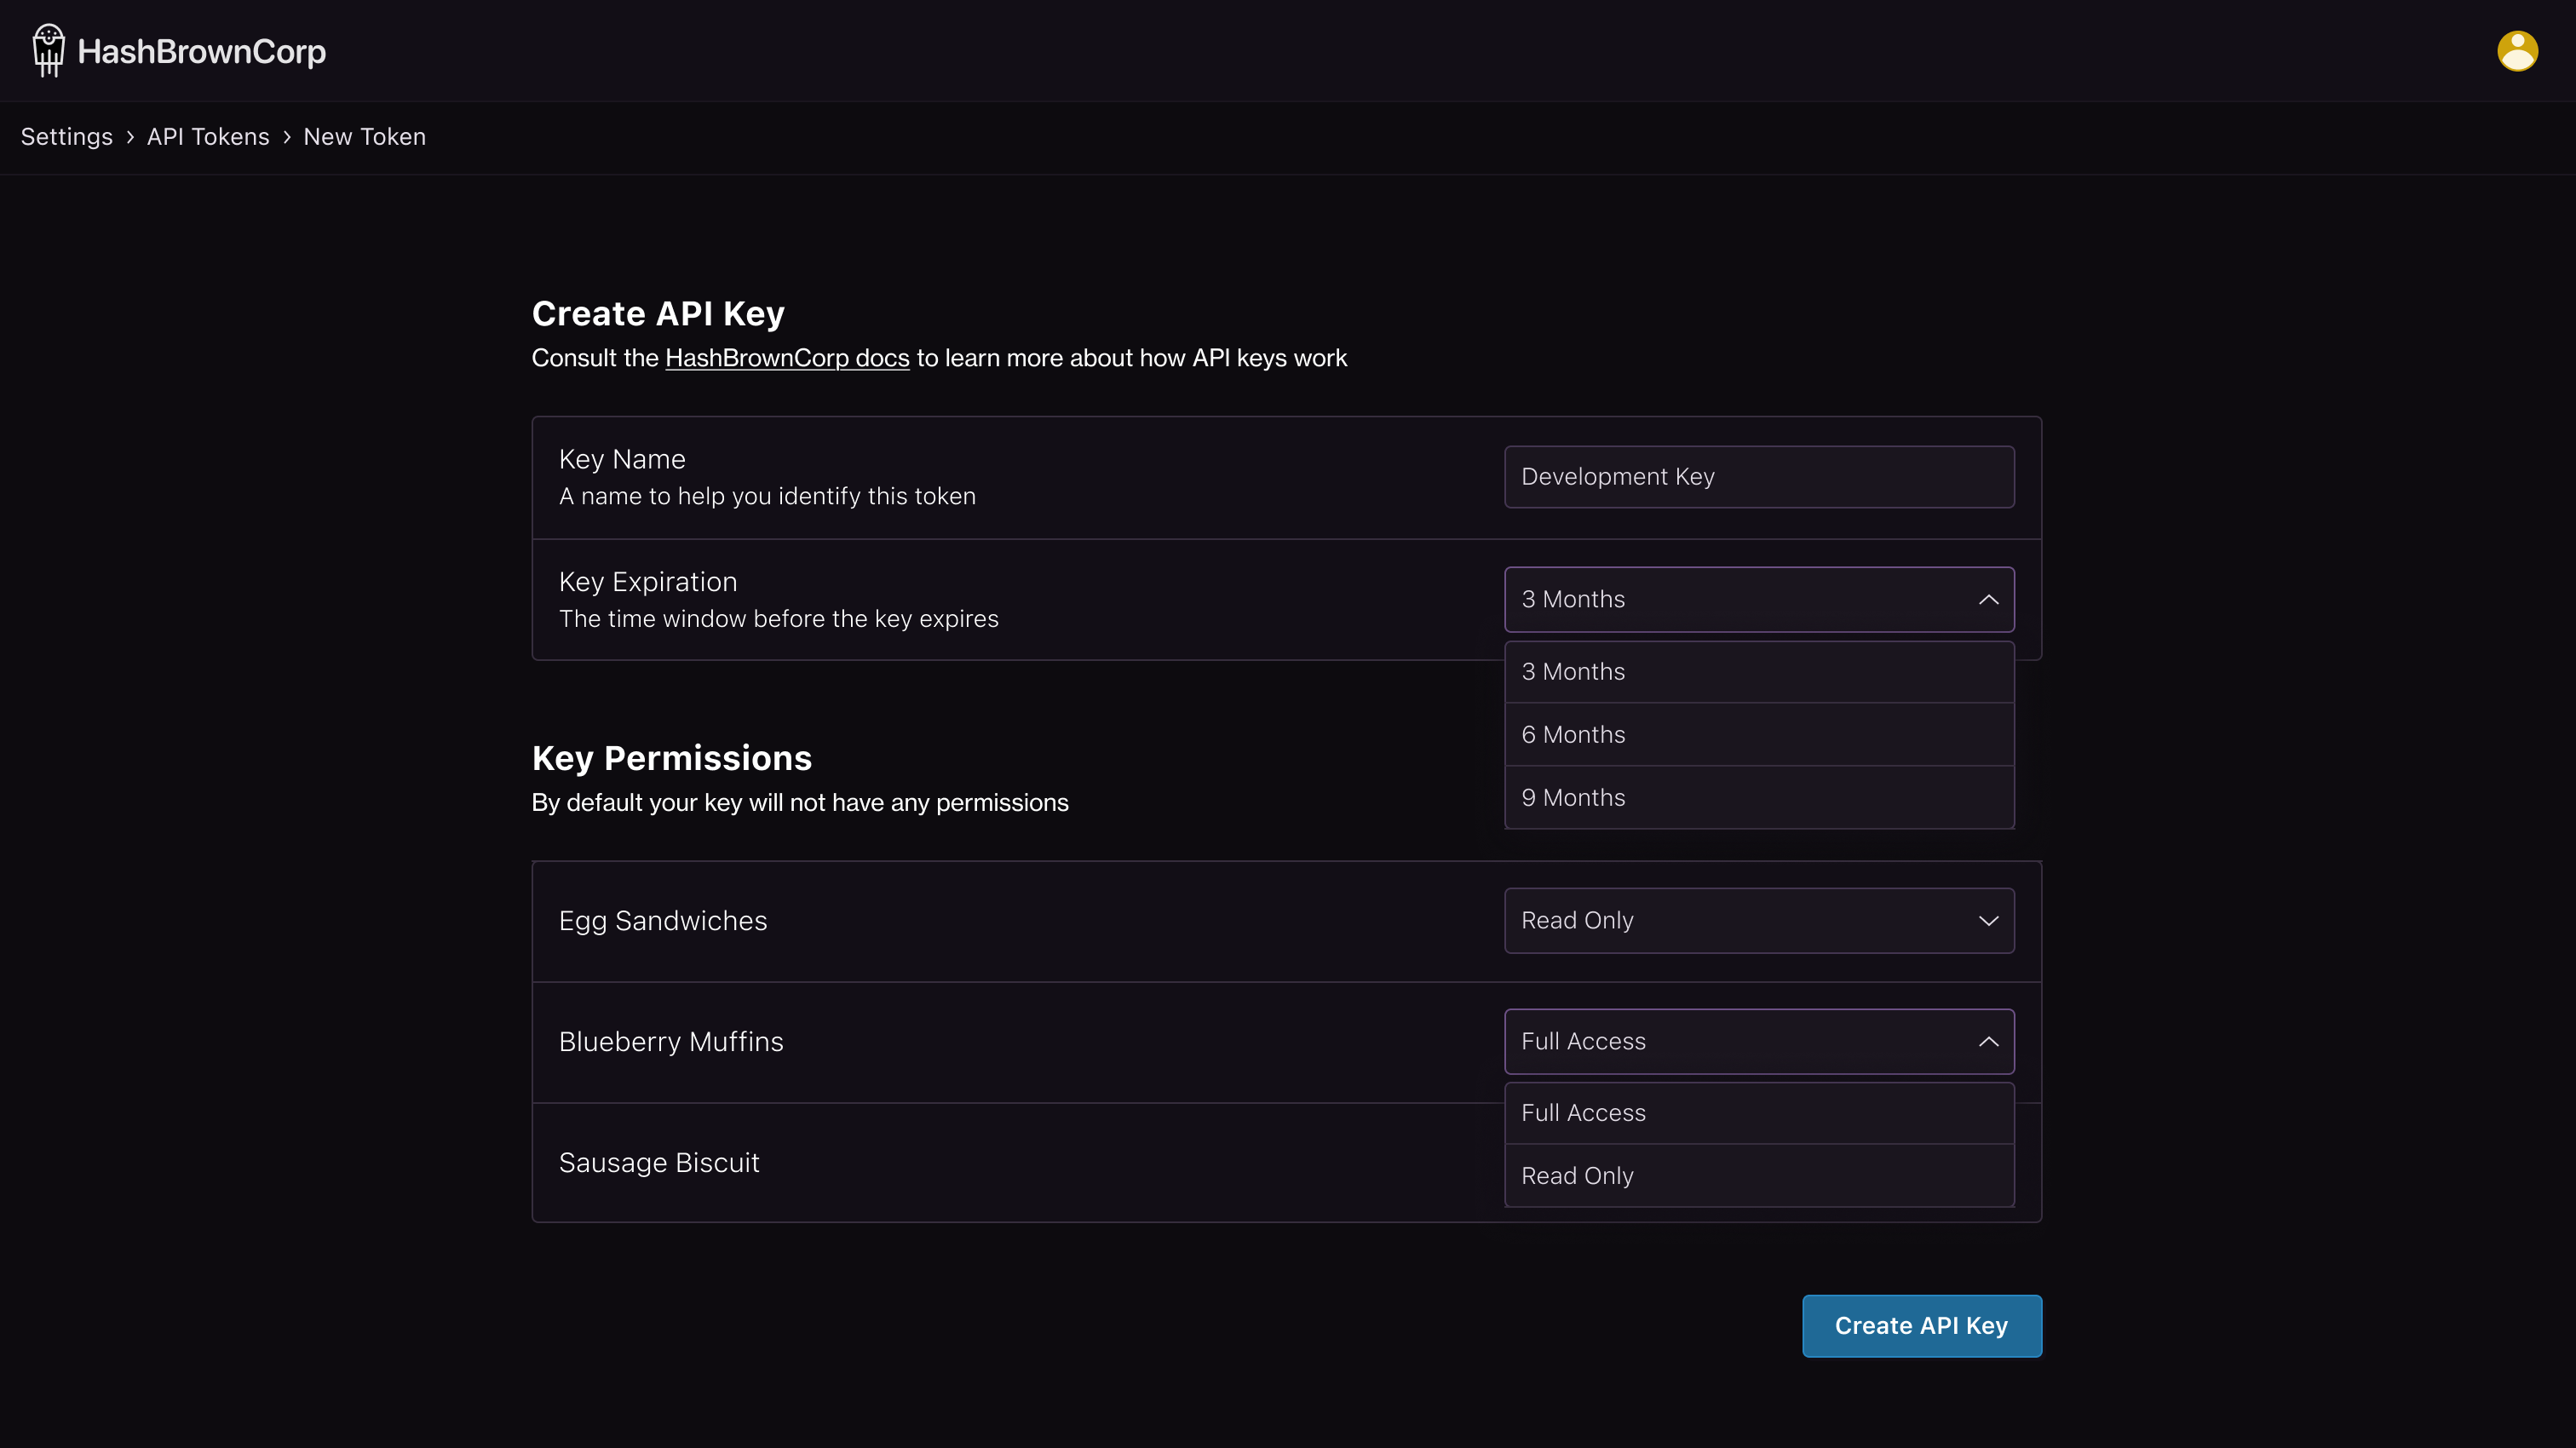 HashBrownCorp
Settings › API Tokens › New Token
Create API Key
Consult the HashBrownCorp docs to learn more about how API keys work
Key Name
A name to help you identify this token
Development Key
Key Expiration
The time window before the key expires
3 Months
3 Months
6 Months
9 Months
Key Permissions
By default your key will not have any permissions
Egg Sandwiches
Read Only
Blueberry Muffins
Full Access
Full Access
Read Only
Sausage Biscuit
Create API Key